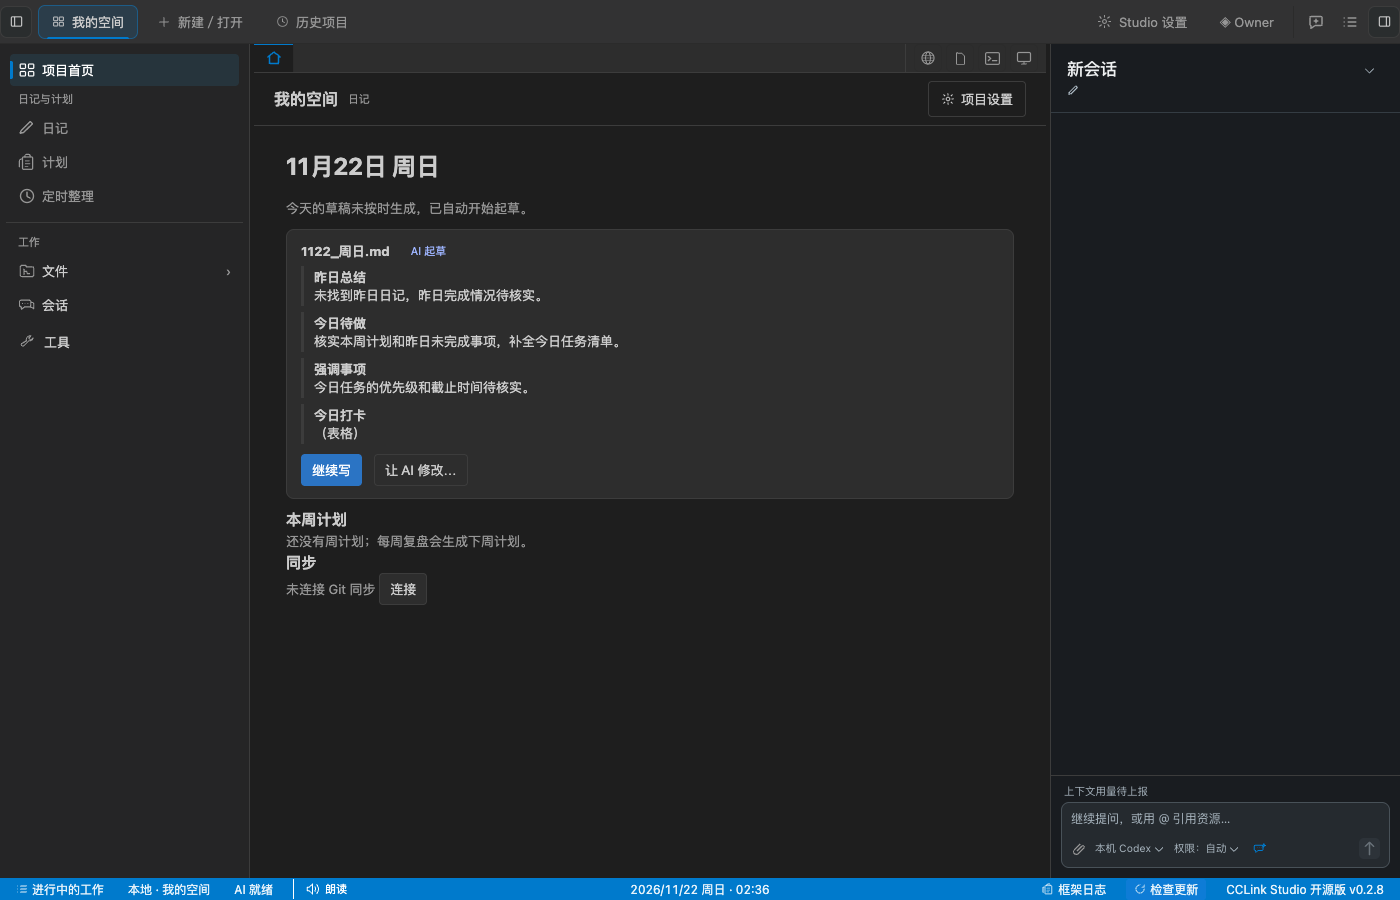 我的空间
新建 / 打开
历史项目
Studio 设置
Owner
项目首页
日记与计划
日记
计划
定时整理
工作
文件
会话
工具
我的空间 日记
项目设置
11月22日 周日
今天的草稿未按时生成，已自动开始起草。
1122_周日.md AI 起草
昨日总结
未找到昨日日记，昨日完成情况待核实。
今日待做
核实本周计划和昨日未完成事项，补全今日任务清单。
强调事项
今日任务的优先级和截止时间待核实。
今日打卡
（表格）
继续写 让 AI 修改...
本周计划
还没有周计划；每周复盘会生成下周计划。
同步
未连接 Git 同步 连接
新会话
上下文用量待上报
继续提问，或用 @ 引用资源...
本机 Codex 权限：自动
进行中的工作 本地 · 我的空间 AI 就绪 朗读 2026/11/22 周日 · 02:36 框架日志 检查更新 CCLink Studio 开源版 v0.2.8